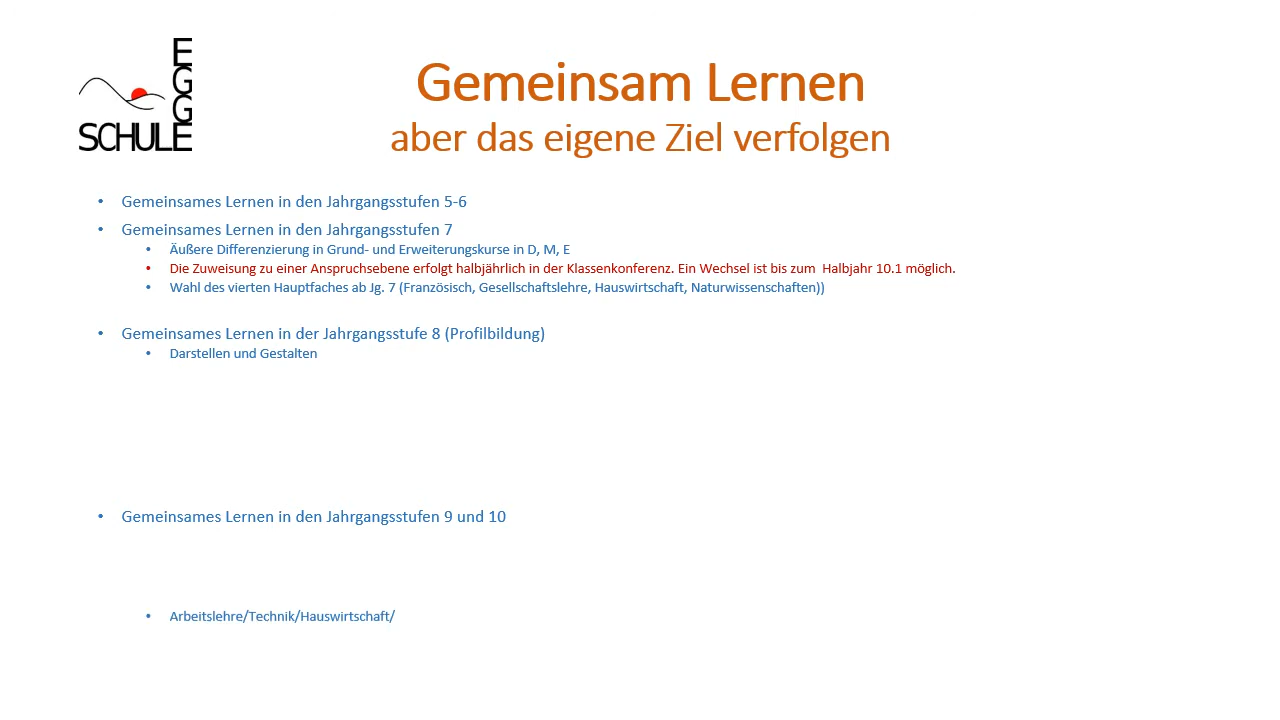 EGGE
SCHULE
Gemeinsam Lernen
aber das eigene Ziel verfolgen
• Gemeinsames Lernen in den Jahrgangsstufen 5-6
• Gemeinsames Lernen in den Jahrgangsstufen 7
• Äußere Differenzierung in Grund- und Erweiterungskurse in D, M, E
• Die Zuweisung zu einer Anspruchsebene erfolgt halbjährlich in der Klassenkonferenz. Ein Wechsel ist bis zum  Halbjahr 10.1 möglich.
• Wahl des vierten Hauptfaches ab Jg. 7 (Französisch, Gesellschaftslehre, Hauswirtschaft, Naturwissenschaften))
• Gemeinsames Lernen in der Jahrgangsstufe 8 (Profilbildung)
• Darstellen und Gestalten
• Gemeinsames Lernen in den Jahrgangsstufen 9 und 10
• Arbeitslehre/Technik/Hauswirtschaft/